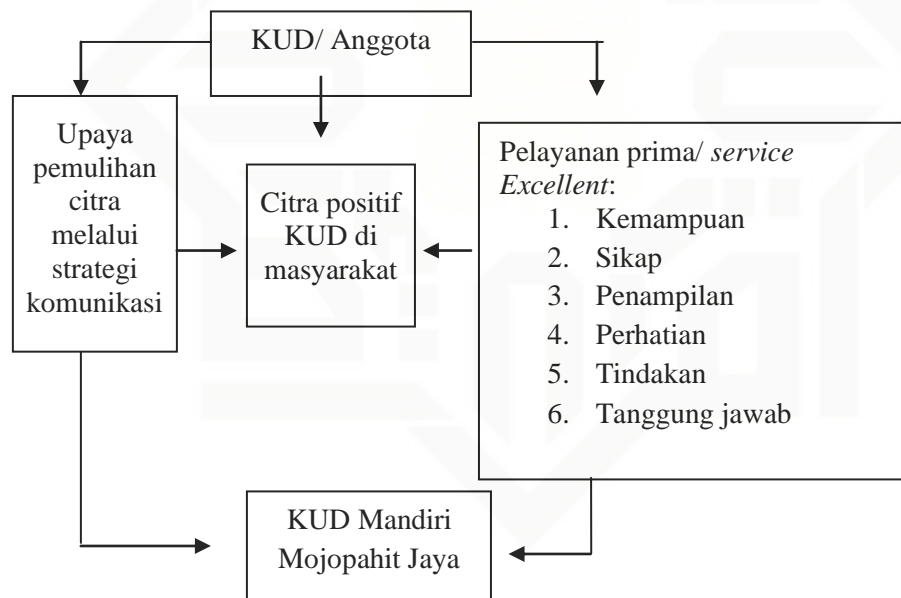 KUD/ Anggota
Upaya
pemulihan
citra
melalui
strategi
komunikasi
Citra positif
KUD di
masyarakat
Pelayanan prima/ service
Excellent:
1. Kemampuan
2. Sikap
3. Penampilan
4. Perhatian
5. Tindakan
6. Tanggung jawab
KUD Mandiri
Mojopahit Jaya